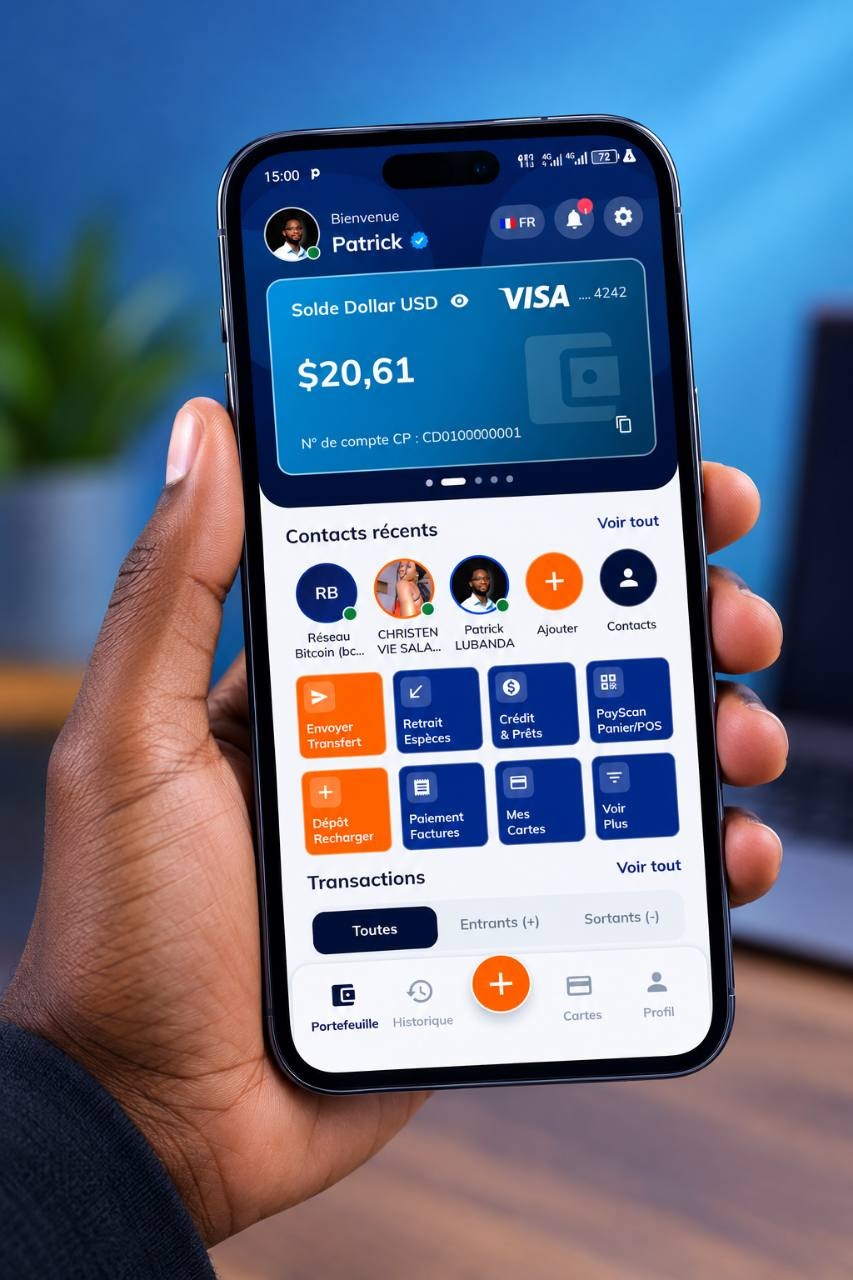 15:00
4G
4G
72
Bienvenue
Patrick
FR
Solde Dollar USD
VISA .... 4242
$20,61
N° de compte CP : CD0100000001
Contacts récents
Voir tout
RB
Réseau
Bitcoin (bc...
CHRISTEN
VIE SALA...
Patrick
LUBANDA
Ajouter
Contacts
Envoyer
Transfert
Retrait
Espèces
Crédit
& Prêts
PayScan
Panier/POS
Dépôt
Recharger
Paiement
Factures
Mes
Cartes
Voir
Plus
Transactions
Voir tout
Toutes
Entrants (+)
Sortants (-)
Portefeuille
Historique
Cartes
Profil